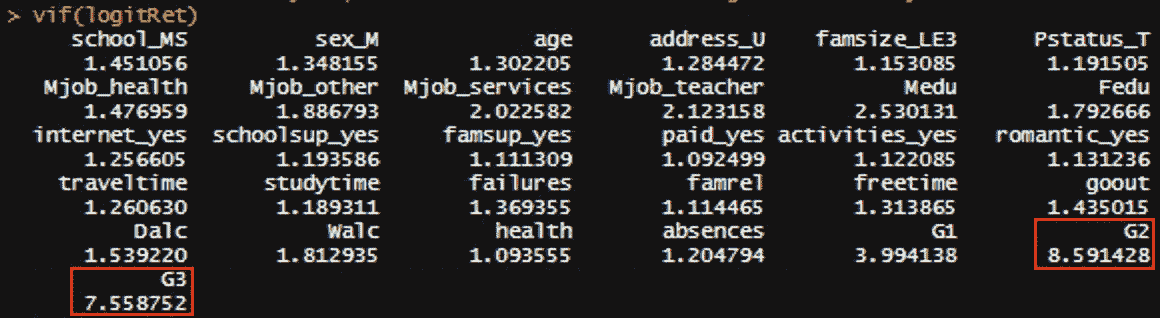 > vif(logitRet)
school_MS sex_M age address_U famsize_LE3 Pstatus_T
1.451056 1.348155 1.302205 1.284472 1.153085 1.191505
Mjob_health Mjob_other Mjob_services Mjob_teacher Medu Fedu
1.476959 1.886793 2.022582 2.123158 2.530131 1.792666
internet_yes schoolsup_yes famsup_yes paid_yes activities_yes romantic_yes
1.256605 1.193586 1.111309 1.092499 1.122085 1.131236
traveltime studytime failures famrel freetime goout
1.260630 1.189311 1.369355 1.114465 1.313865 1.435015
Dalc Walc health absences G1 G2
1.539220 1.812935 1.093555 1.204794 3.994138 8.591428
G3
7.558752